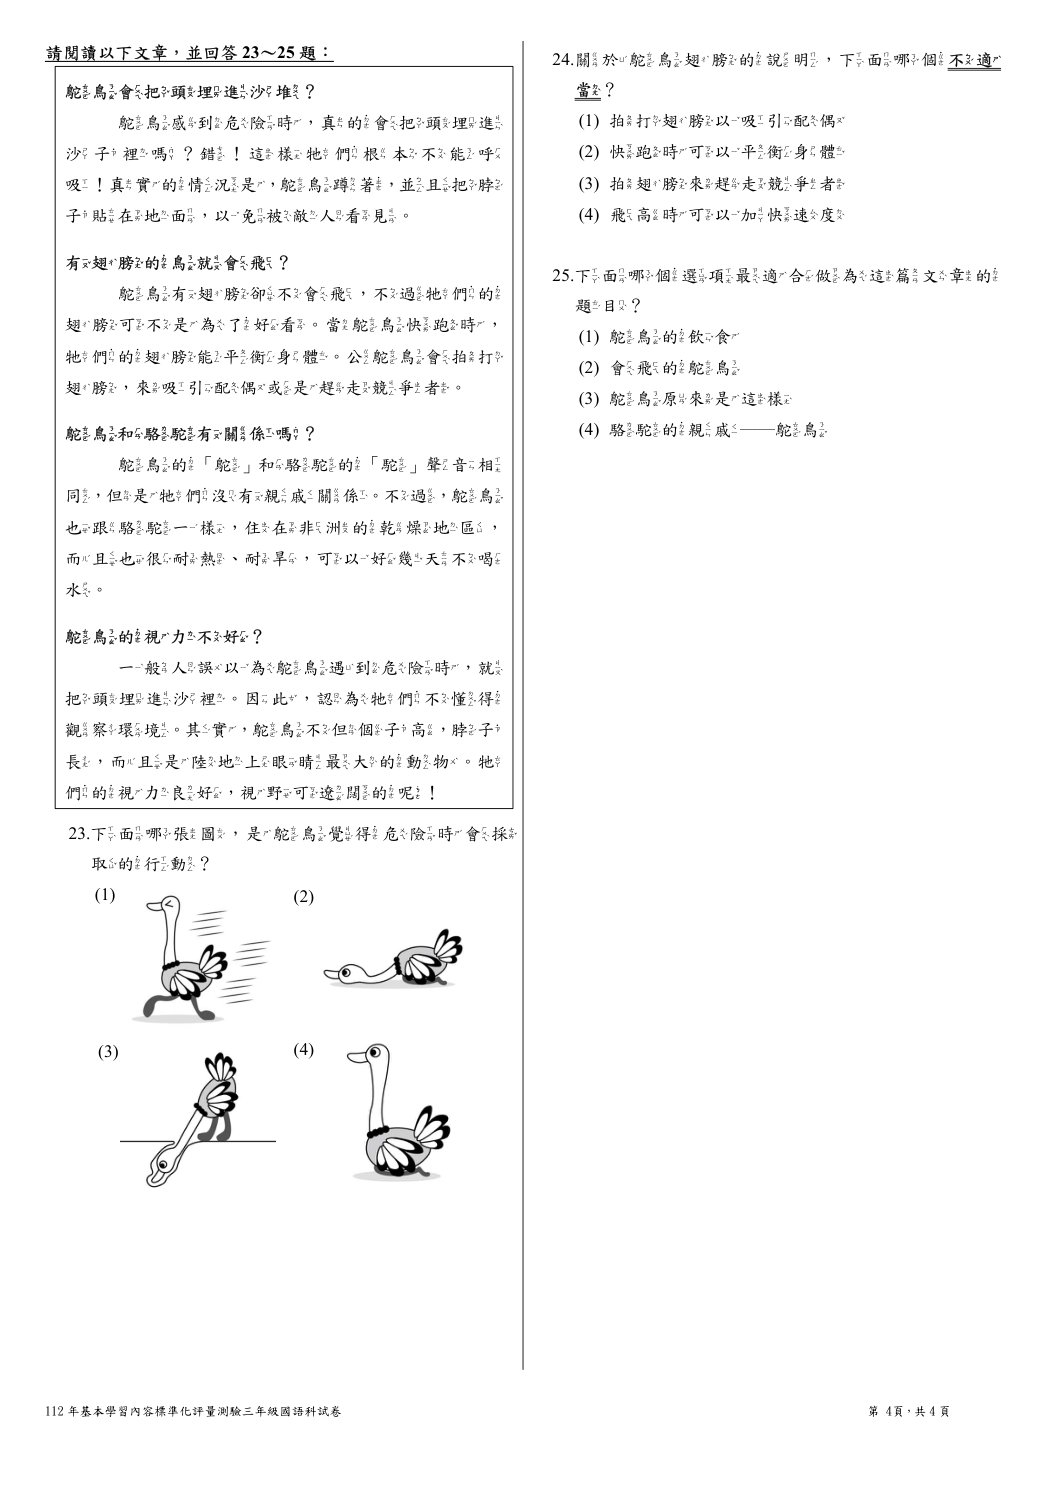 請閱讀以下文章，並回答 23～25 題：
鴕鳥會把頭埋進沙堆？
鴕鳥感到危險時，真的會把頭埋進
沙子裡嗎？錯！這樣牠們根本不能呼
吸！真實的情況是，鴕鳥蹲著，並且把脖
子貼在地面，以免被敵人看見。
有翅膀的鳥就會飛？
鴕鳥有翅膀卻不會飛，不過牠們的
翅膀可不是為了好看。當鴕鳥快跑時，
牠們的翅膀能平衡身體。公鴕鳥會拍打
翅膀，來吸引配偶或是趕走競爭者。
鴕鳥和駱駝有關係嗎？
鴕鳥的「鴕」和駱駝的「駝」聲音相
同，但是牠們沒有親戚關係。不過，鴕鳥
也跟駱駝一樣，住在非洲的乾燥地區，
而且也很耐熱、耐旱，可以好幾天不喝
水。
鴕鳥的視力不好？
一般人誤以為鴕鳥遇到危險時，就
把頭埋進沙裡。因此，認為牠們不懂得
觀察環境。其實，鴕鳥不但個子高，脖子
長，而且是陸地上眼睛最大的動物。牠
們的視力良好，視野可遼闊的呢！
23.下面哪張圖，是鴕鳥覺得危險時會採
取的行動？
(1)
(2)
(3)
(4)
24.關於鴕鳥翅膀的說明，下面哪個不適
當？
(1) 拍打翅膀以吸引配偶
(2) 快跑時可以平衡身體
(3) 拍翅膀來趕走競爭者
(4) 飛高時可以加快速度
25.下面哪個選項最適合做為這篇文章的
題目？
(1) 鴕鳥的飲食
(2) 會飛的鴕鳥
(3) 鴕鳥原來是這樣
(4) 駱駝的親戚——鴕鳥
112 年基本學習內容標準化評量測驗三年級國語科試卷
第 4頁，共 4 頁